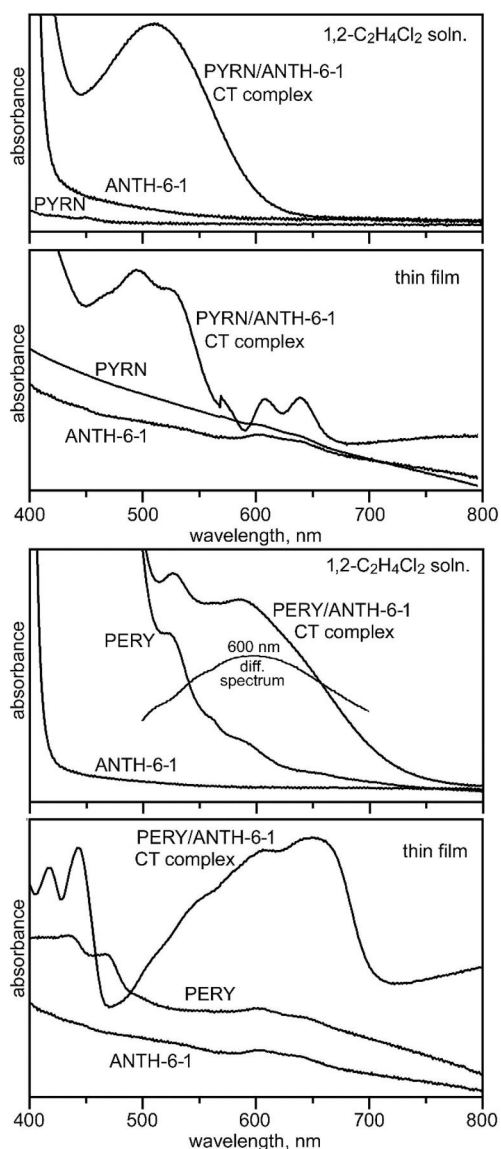 1,2-C₂H₄Cl₂ soln.
PYRN/ANTH-6-1
CT complex
ANTH-6-1
PYRN
absorbance
thin film
PYRN/ANTH-6-1
CT complex
PYRN
ANTH-6-1
absorbance
400 500 600 700 800
wavelength, nm
1,2-C₂H₄Cl₂ soln.
PERY/ANTH-6-1
CT complex
PERY
600 nm
diff.
spectrum
ANTH-6-1
absorbance
PERY/ANTH-6-1
CT complex
thin film
PERY
ANTH-6-1
absorbance
400 500 600 700 800
wavelength, nm